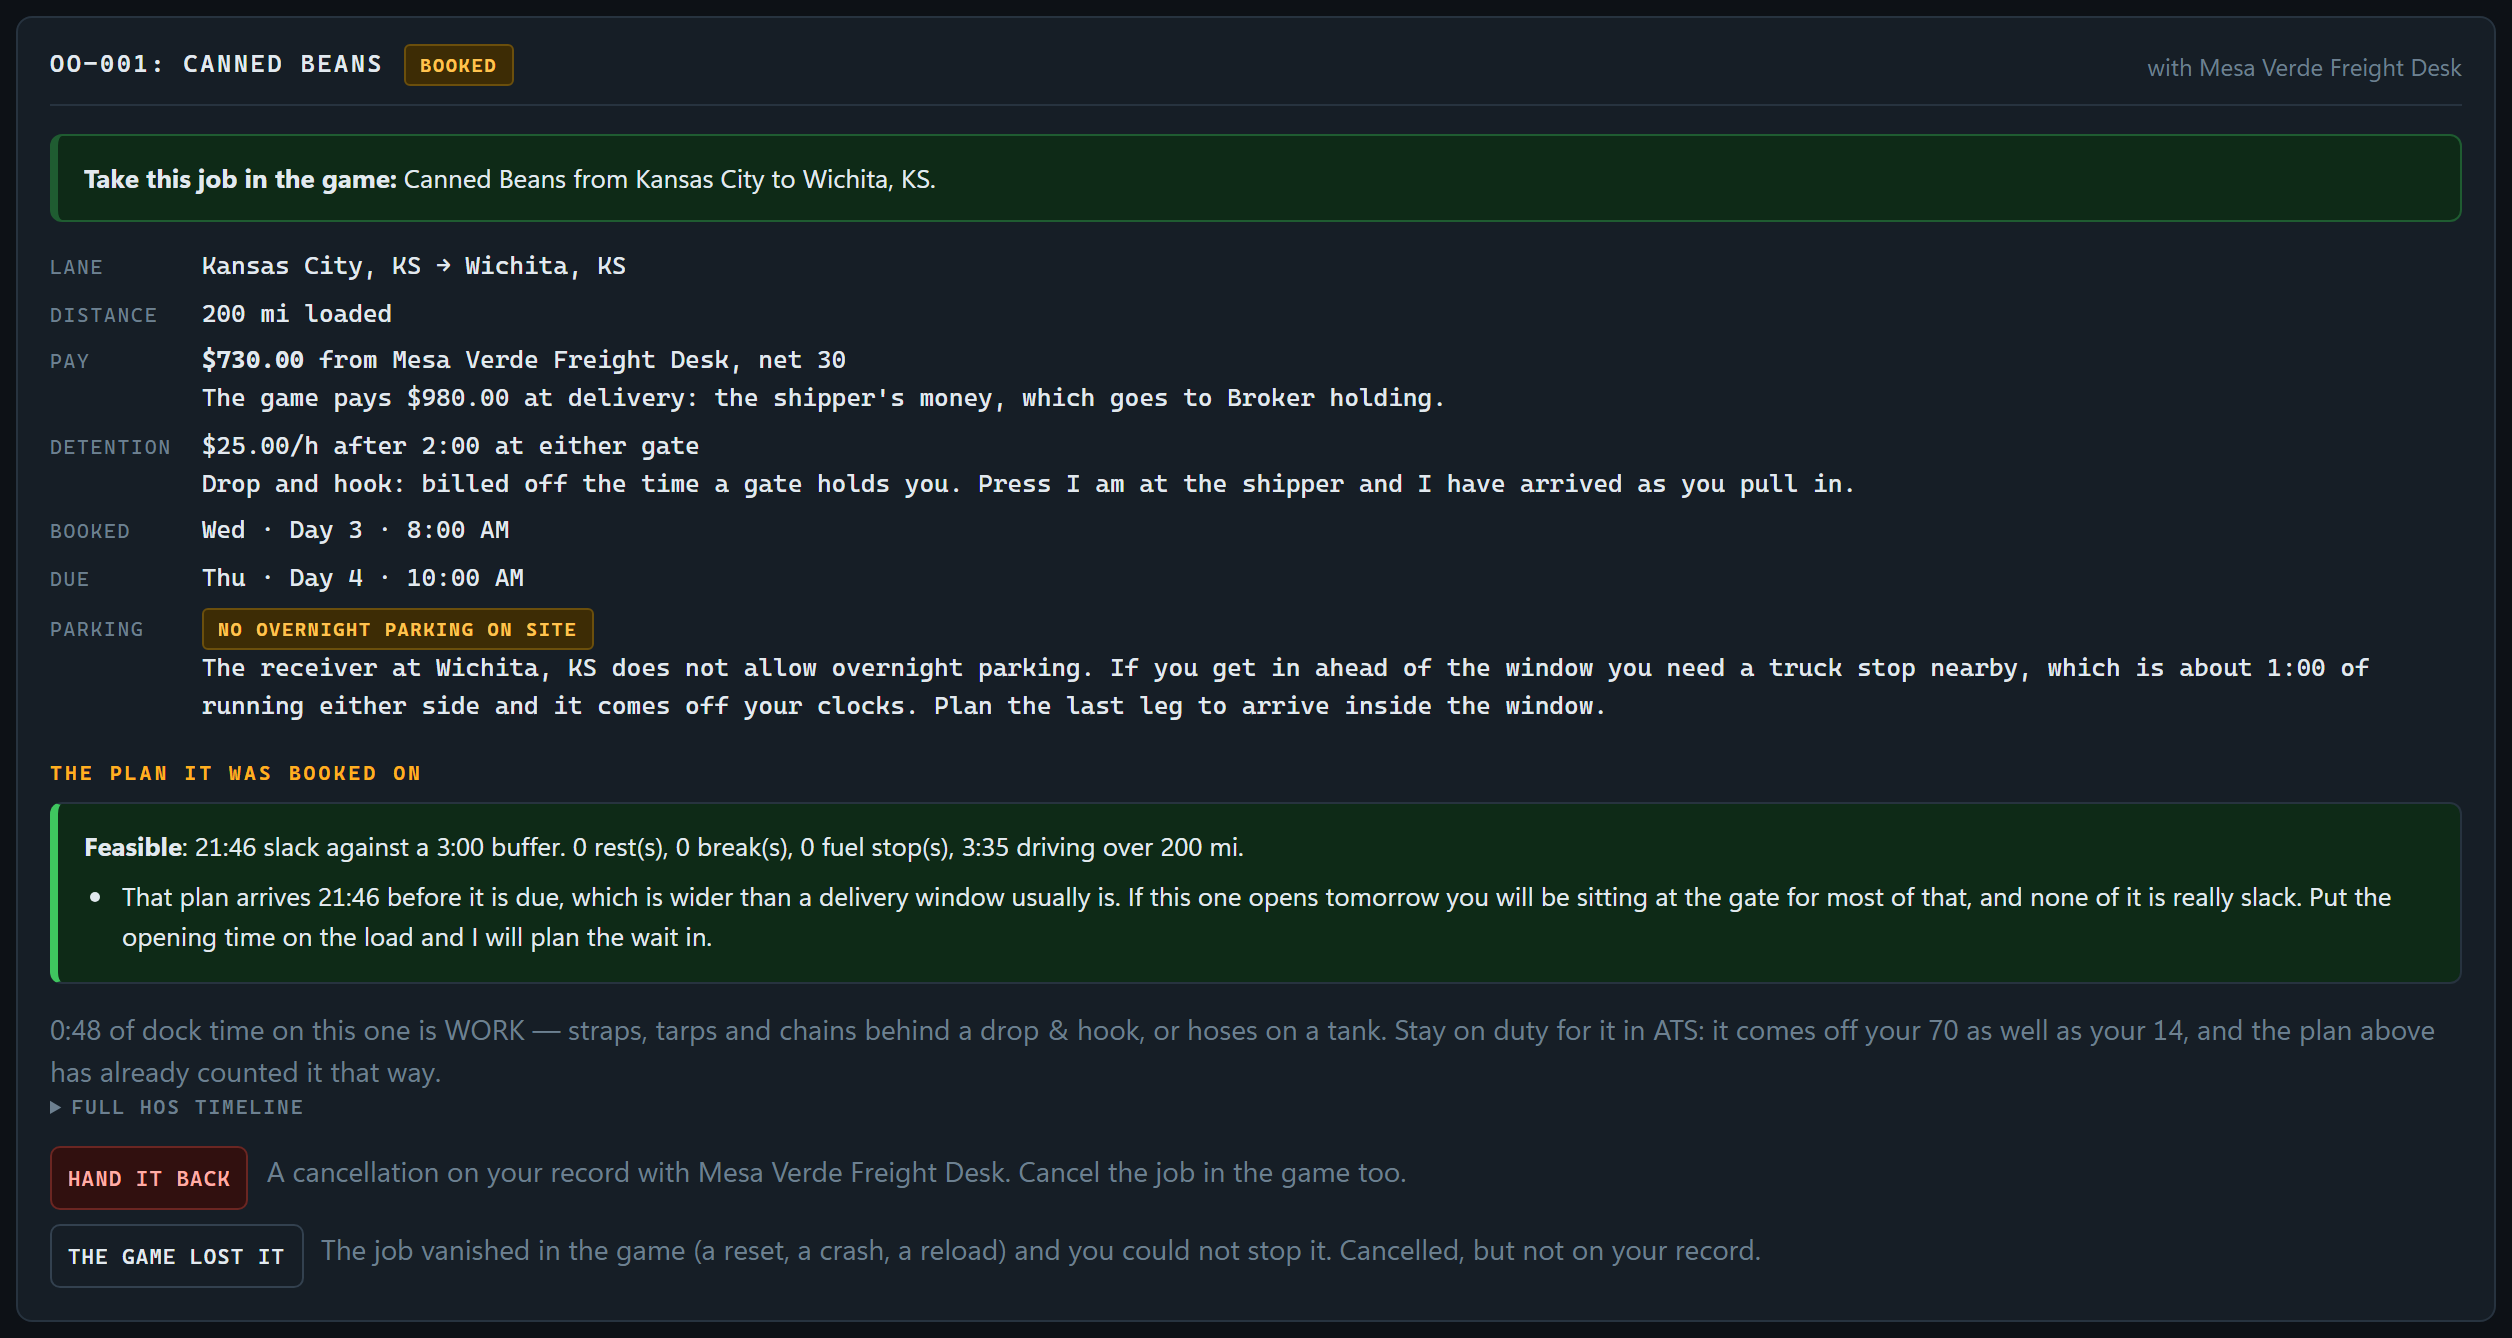 OO-001: CANNED BEANS BOOKED with Mesa Verde Freight Desk
Take this job in the game: Canned Beans from Kansas City to Wichita, KS.
LANE Kansas City, KS → Wichita, KS
DISTANCE 200 mi loaded
PAY $730.00 from Mesa Verde Freight Desk, net 30
The game pays $980.00 at delivery: the shipper's money, which goes to Broker holding.
DETENTION $25.00/h after 2:00 at either gate
Drop and hook: billed off the time a gate holds you. Press I am at the shipper and I have arrived as you pull in.
BOOKED Wed · Day 3 · 8:00 AM
DUE Thu · Day 4 · 10:00 AM
PARKING NO OVERNIGHT PARKING ON SITE
The receiver at Wichita, KS does not allow overnight parking. If you get in ahead of the window you need a truck stop nearby, which is about 1:00 of
running either side and it comes off your clocks. Plan the last leg to arrive inside the window.
THE PLAN IT WAS BOOKED ON
Feasible: 21:46 slack against a 3:00 buffer. 0 rest(s), 0 break(s), 0 fuel stop(s), 3:35 driving over 200 mi.
• That plan arrives 21:46 before it is due, which is wider than a delivery window usually is. If this one opens tomorrow you will be sitting at the gate for most of that, and none of it is really slack. Put the
opening time on the load and I will plan the wait in.
0:48 of dock time on this one is WORK — straps, tarps and chains behind a drop & hook, or hoses on a tank. Stay on duty for it in ATS: it comes off your 70 as well as your 14, and the plan above
has already counted it that way.
▶ FULL HOS TIMELINE
HAND IT BACK A cancellation on your record with Mesa Verde Freight Desk. Cancel the job in the game too.
THE GAME LOST IT The job vanished in the game (a reset, a crash, a reload) and you could not stop it. Cancelled, but not on your record.